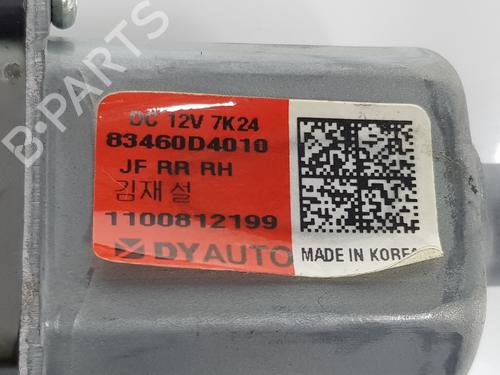 B-PARTS
DC 12V 7K24
83460D4010
JF RR RH
김재설
1100812199
DYAUTO
MADE IN KOREA